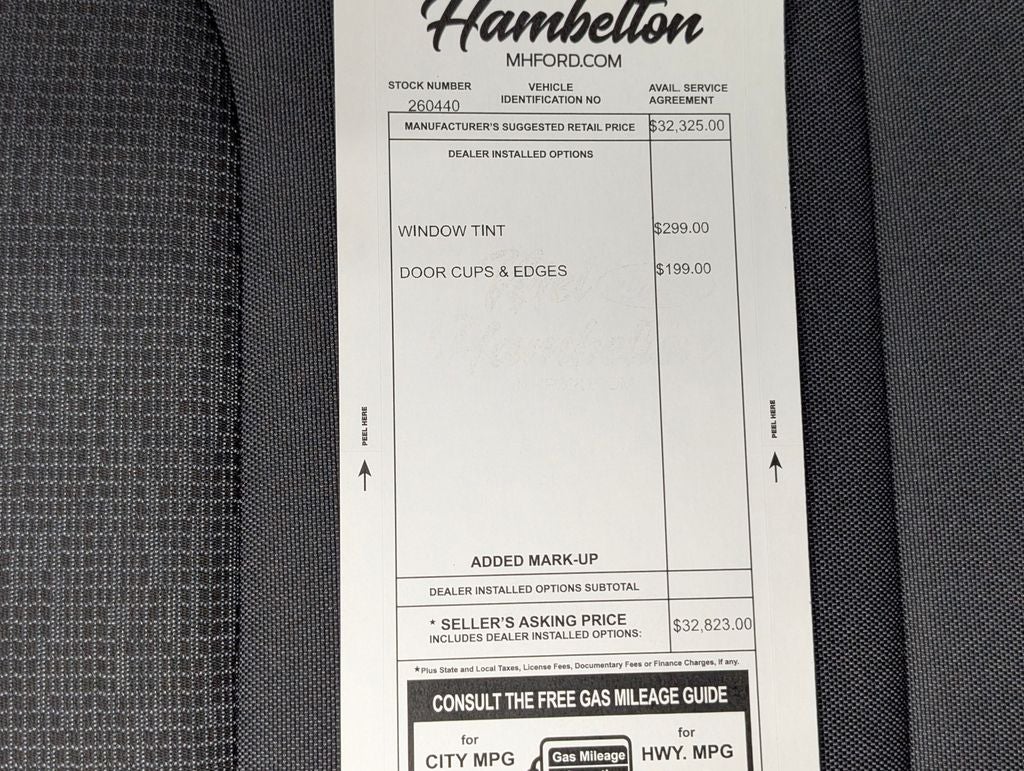 Hambelton
MHFORD.COM
STOCK NUMBER
260440
VEHICLE
IDENTIFICATION NO
AVAIL. SERVICE
AGREEMENT
MANUFACTURER'S SUGGESTED RETAIL PRICE $32,325.00
DEALER INSTALLED OPTIONS
WINDOW TINT $299.00
DOOR CUPS & EDGES $199.00
PEEL HERE
PEEL HERE
ADDED MARK-UP
DEALER INSTALLED OPTIONS SUBTOTAL
* SELLER'S ASKING PRICE
INCLUDES DEALER INSTALLED OPTIONS: $32,823.00
*Plus State and Local Taxes, License Fees, Documentary Fees or Finance Charges, if any.
CONSULT THE FREE GAS MILEAGE GUIDE
for
CITY MPG
Gas Mileage
for
HWY. MPG